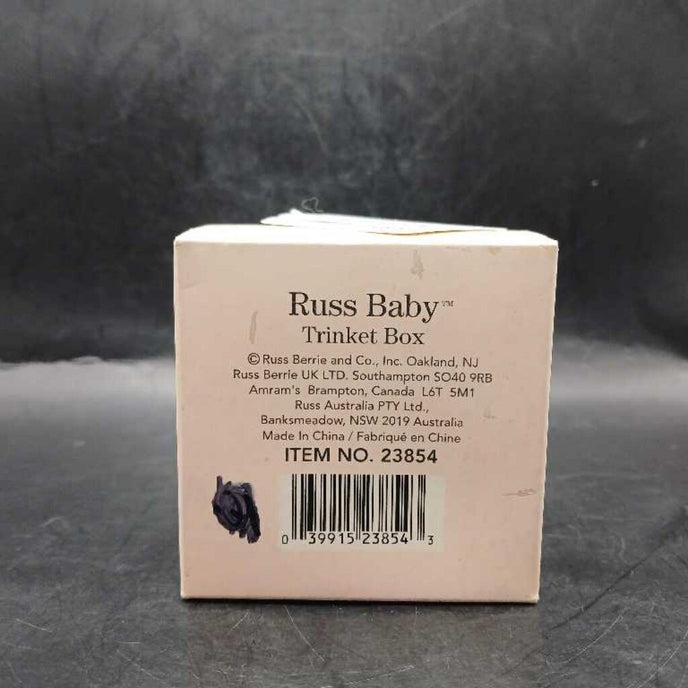 Russ Baby™
Trinket Box
©Russ Berrie and Co., Inc. Oakland, NJ
Russ Berrie UK LTD. Southampton SO40 9RB
Amram's Brampton, Canada L6T 5M1
Russ Australia PTY Ltd.,
Banksmeadow, NSW 2019 Australia
Made In China / Fabriqué en Chine
ITEM NO. 23854
0 39915 23854 3